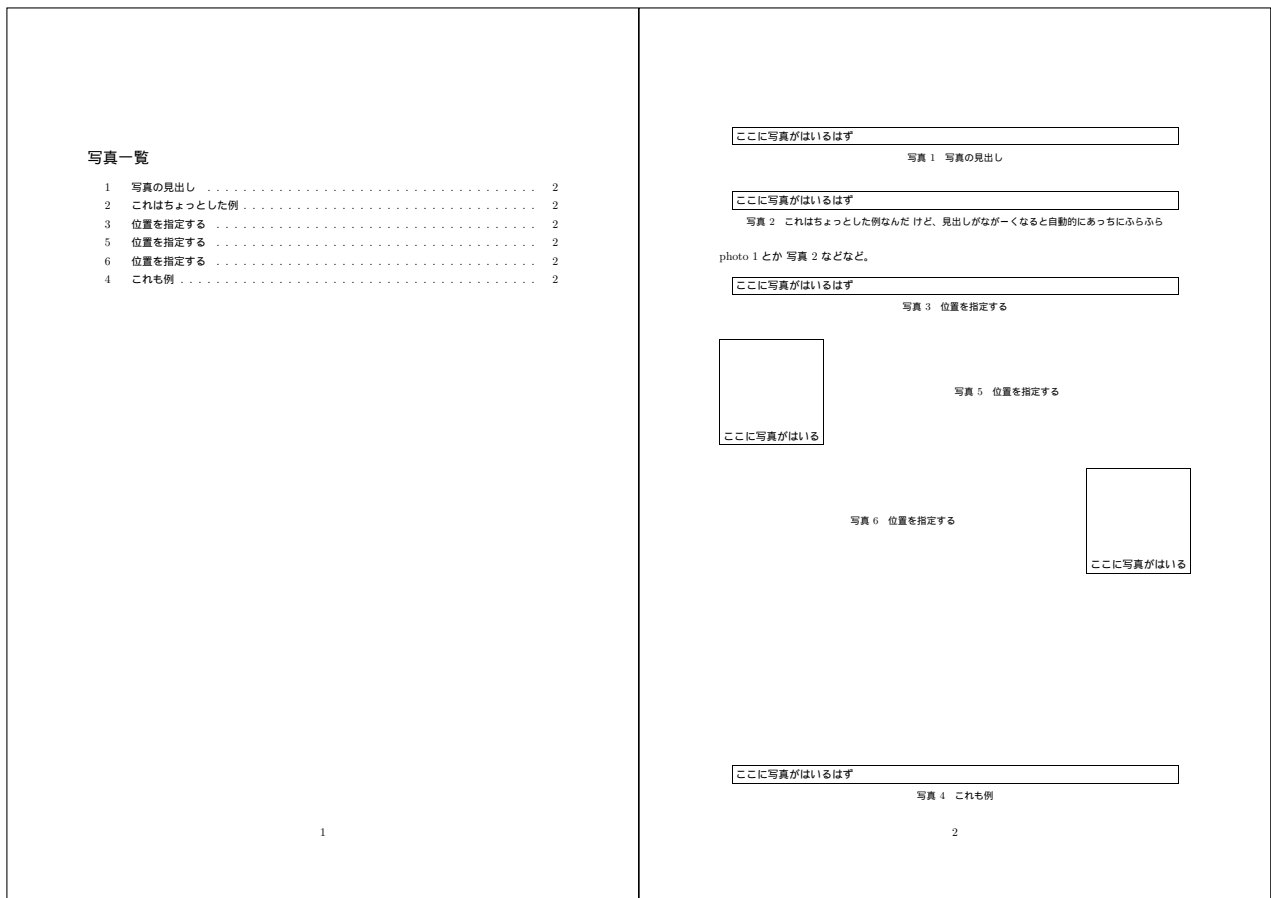 写真一覧
1 写真の見出し . . . . . . . . . . . . . . . . . . . . . . . . . . . . . . . . . . . . . 2
2 これはちょっとした例 . . . . . . . . . . . . . . . . . . . . . . . . . . . . . . . . . 2
3 位置を指定する . . . . . . . . . . . . . . . . . . . . . . . . . . . . . . . . . . . . 2
5 位置を指定する . . . . . . . . . . . . . . . . . . . . . . . . . . . . . . . . . . . . 2
6 位置を指定する . . . . . . . . . . . . . . . . . . . . . . . . . . . . . . . . . . . . 2
4 これも例 . . . . . . . . . . . . . . . . . . . . . . . . . . . . . . . . . . . . . . . . 2
1
ここに写真がはいるはず
写真 1 写真の見出し
ここに写真がはいるはず
写真 2 これはちょっとした例なんだ けど、見出しがながーくなると自動的にあっちにふらふら
photo 1 とか 写真 2 などなど。
ここに写真がはいるはず
写真 3 位置を指定する
写真 5 位置を指定する
ここに写真がはいる
写真 6 位置を指定する
ここに写真がはいる
ここに写真がはいるはず
写真 4 これも例
2